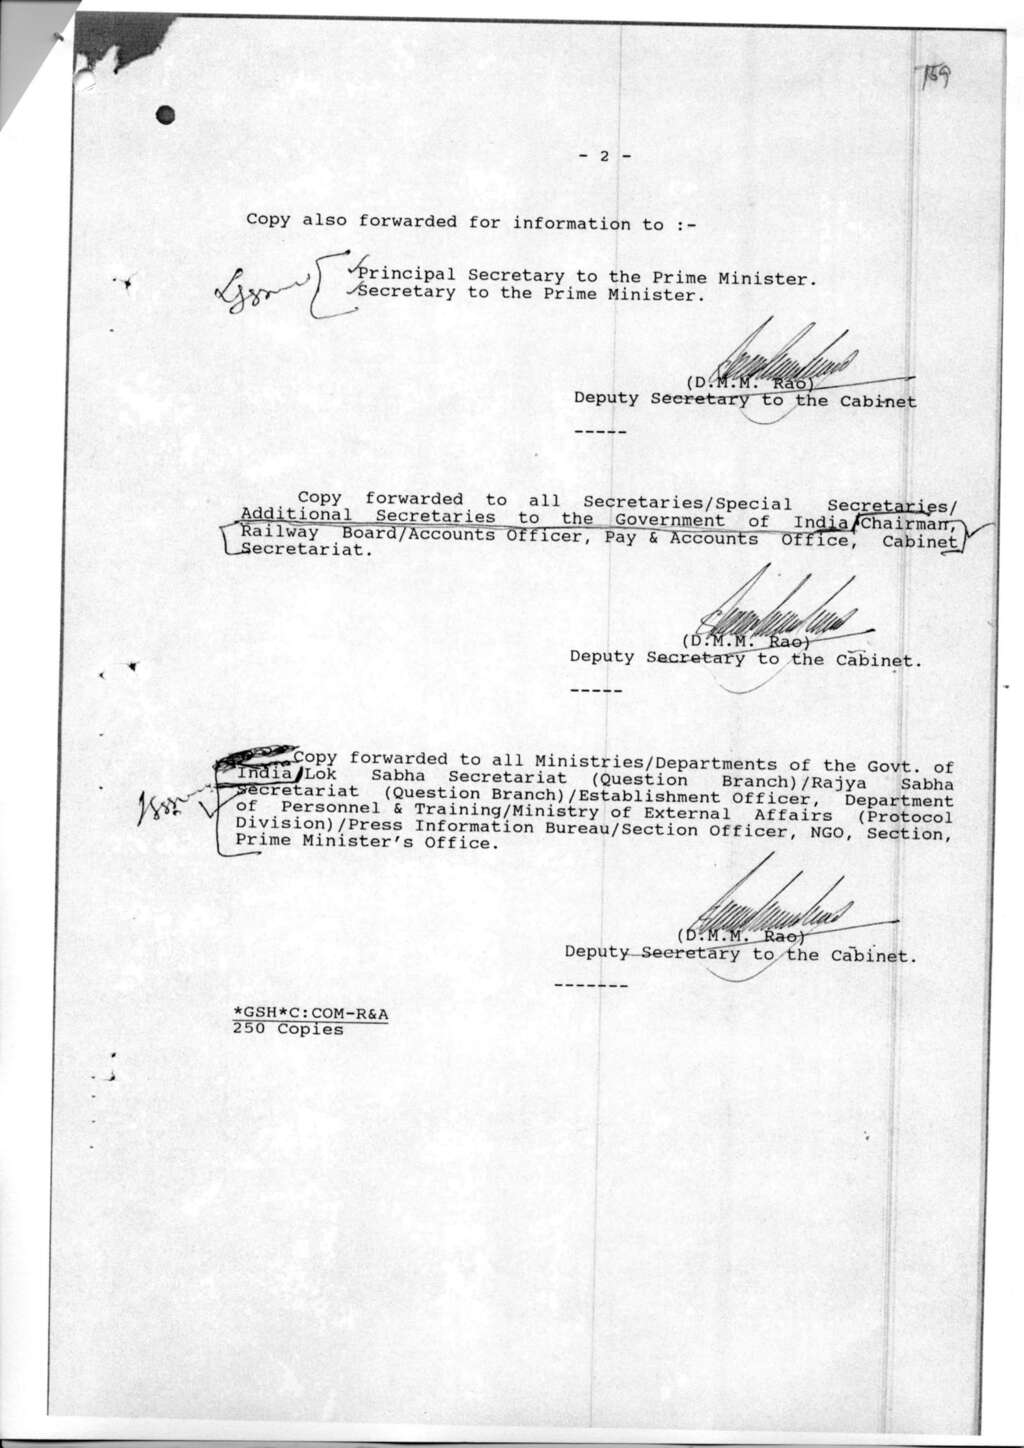 159
- 2 -
Copy also forwarded for information to :-
Principal Secretary to the Prime Minister.
Secretary to the Prime Minister.
(D.M.M. Rao)
Deputy Secretary to the Cabinet
-----
Copy forwarded to all Secretaries/Special Secretaries/
Additional Secretaries to the Government of India/Chairman,
Railway Board/Accounts Officer, Pay & Accounts Office, Cabinet
Secretariat.
(D.M.M. Rao)
Deputy Secretary to the Cabinet.
-----
Copy forwarded to all Ministries/Departments of the Govt. of
India/Lok Sabha Secretariat (Question Branch)/Rajya Sabha
Secretariat (Question Branch)/Establishment Officer, Department
of Personnel & Training/Ministry of External Affairs (Protocol
Division)/Press Information Bureau/Section Officer, NGO, Section,
Prime Minister's Office.
(D.M.M. Rao)
Deputy Secretary to the Cabinet.
-------
*GSH*C:COM-R&A
250 Copies